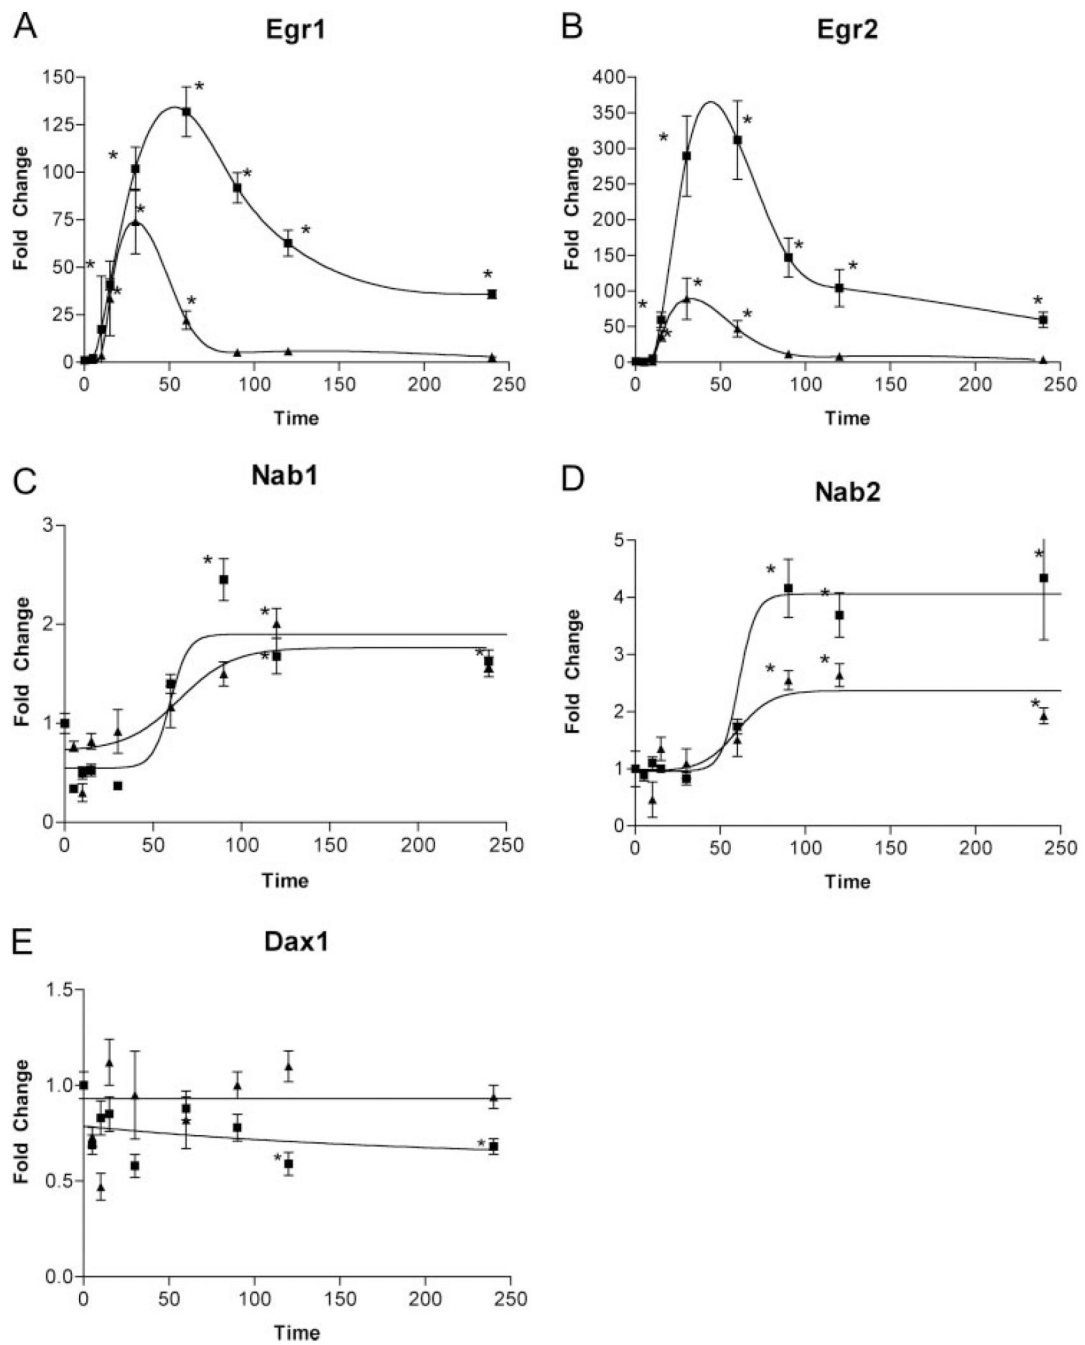 A
Egr1
Fold Change
150
125
100
75
50
25
0
* * * * * * * * *
0 50 100 150 200 250
Time
B
Egr2
Fold Change
400
350
300
250
200
150
100
50
0
* * * * * * * * * *
0 50 100 150 200 250
Time
C
Nab1
Fold Change
3
2
1
0
* * * *
0 50 100 150 200 250
Time
D
Nab2
Fold Change
5
4
3
2
1
0
* * * * * *
0 50 100 150 200 250
Time
E
Dax1
Fold Change
1.5
1.0
0.5
0.0
* *
0 50 100 150 200 250
Time